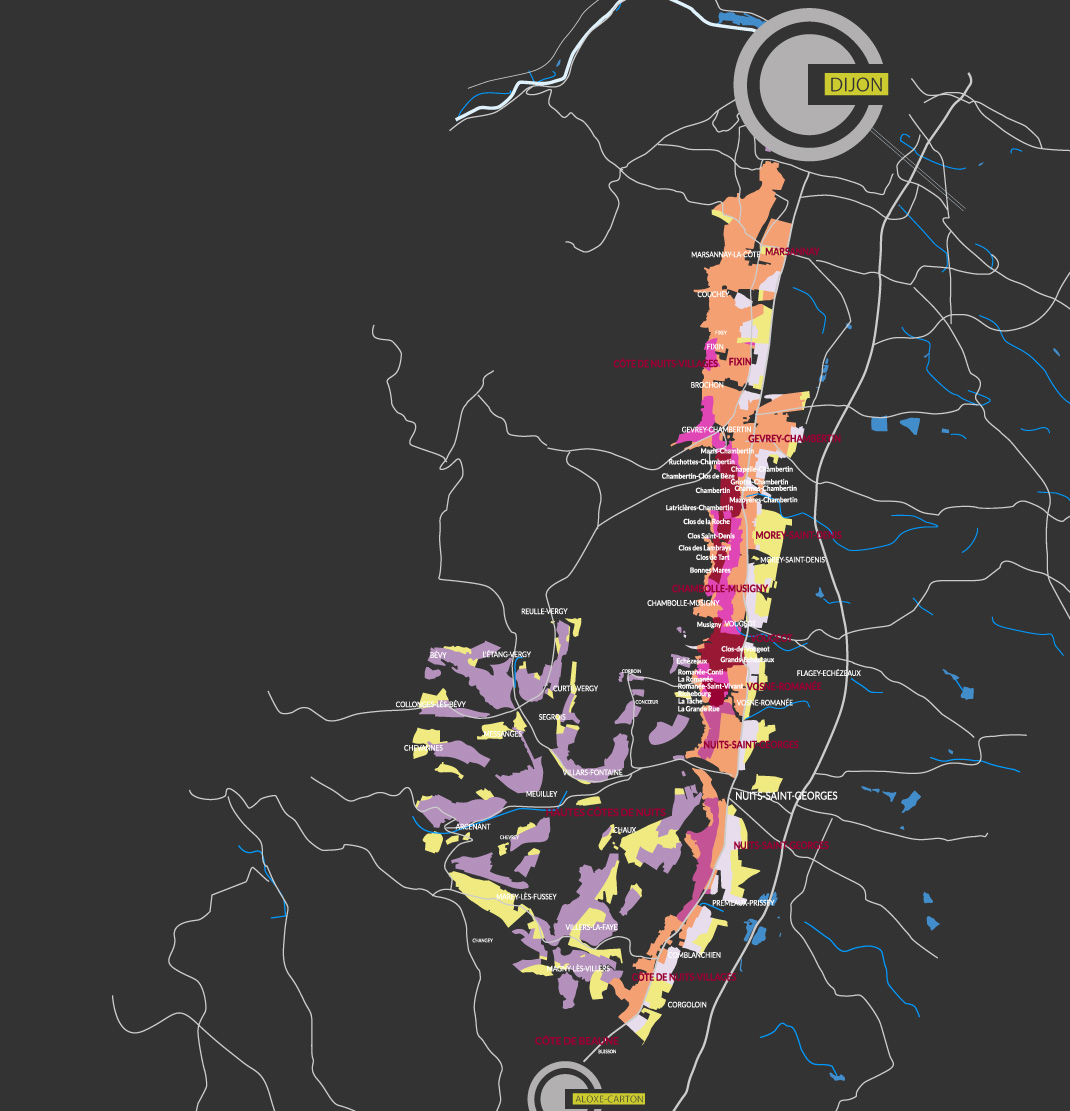 DIJON
MARSANNAY-LA-CÔTE
MARSANNAY
COUCHEY
FIXEY
FIXIN
CÔTE DE NUITS-VILLAGES
FIXIN
BROCHON
GEVREY-CHAMBERTIN
GEVREY-CHAMBERTIN
Mazis-Chambertin
Ruchottes-Chambertin
Chapelle-Chambertin
Chambertin-Clos de Bèze
Griotte-Chambertin
Charmes-Chambertin
Chambertin
Mazoyères-Chambertin
Latricières-Chambertin
Clos de la Roche
Clos Saint-Denis
MOREY-SAINT-DENIS
Clos des Lambrays
Clos de Tart
MOREY-SAINT-DENIS
Bonnes Mares
CHAMBOLLE-MUSIGNY
CHAMBOLLE-MUSIGNY
REULLE-VERGY
Musigny
VOUGEOT
VOUGEOT
Clos-de-Vougeot
BÉVY
L'ÉTANG-VERGY
Echézeaux
Grands-Echézeaux
CORBOIN
Romanée-Conti
FLAGEY-ECHÉZEAUX
La Romanée
CURTIL-VERGY
Romanée-Saint-Vivant
VOSNE-ROMANÉE
Richebourg
COLLONGES-LÈS-BÉVY
CONCŒUR
La Tâche
VOSNE-ROMANÉE
La Grande Rue
SEGROIS
MESSANGES
CHEVANNES
NUITS-SAINT-GEORGES
VILLARS-FONTAINE
MEUILLEY
NUITS-SAINT-GEORGES
HAUTES CÔTES DE NUITS
ARCENANT
CHAUX
CHEVREY
NUITS-SAINT-GEORGES
MAREY-LÈS-FUSSEY
PREMEAUX-PRISSEY
VILLERS-LA-FAYE
CHANGEY
COMBLANCHIEN
MAGNY-LÈS-VILLERS
CÔTE DE NUITS-VILLAGES
CORGOLOIN
CÔTE DE BEAUNE
BUISSON
ALOXE-CARTON